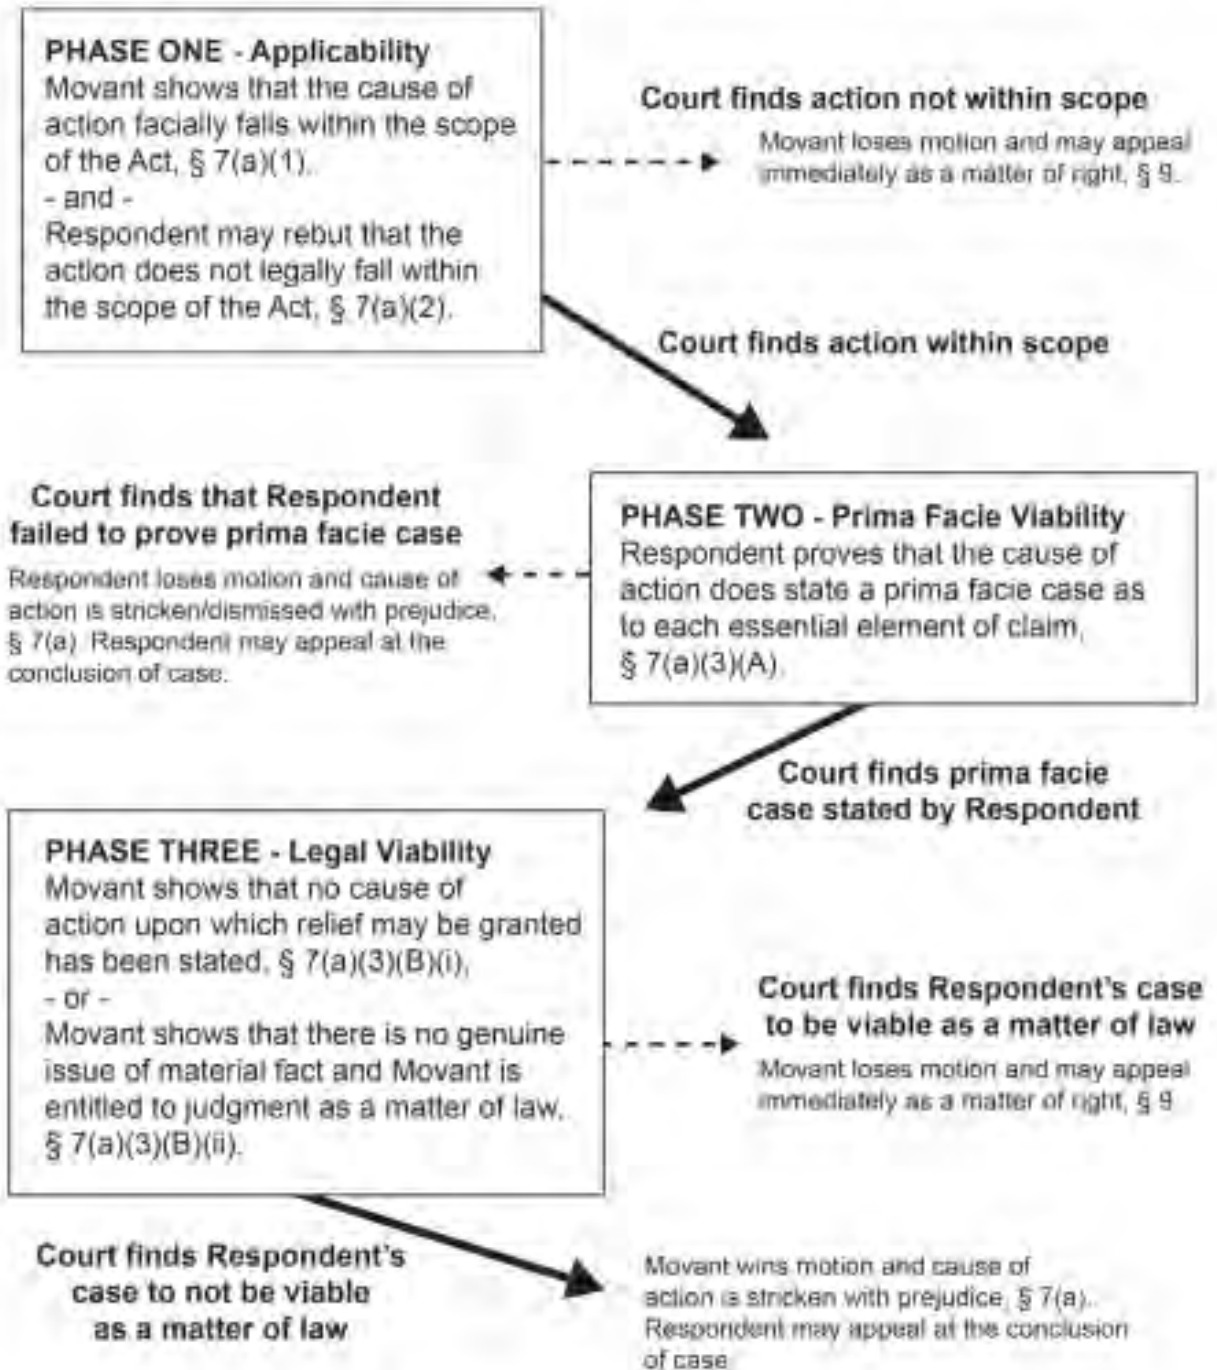 PHASE ONE - Applicability
Movant shows that the cause of
action facially falls within the scope
of the Act, § 7(a)(1).
- and -
Respondent may rebut that the
action does not legally fall within
the scope of the Act, § 7(a)(2).
Court finds action not within scope
Movant loses motion and may appeal
immediately as a matter of right, § 9.
Court finds action within scope
PHASE TWO - Prima Facie Viability
Respondent proves that the cause of
action does state a prima facie case as
to each essential element of claim,
§ 7(a)(3)(A).
Court finds that Respondent
failed to prove prima facie case
Respondent loses motion and cause of
action is stricken/dismissed with prejudice,
§ 7(a). Respondent may appeal at the
conclusion of case.
Court finds prima facie
case stated by Respondent
PHASE THREE - Legal Viability
Movant shows that no cause of
action upon which relief may be granted
has been stated, § 7(a)(3)(B)(i),
- or -
Movant shows that there is no genuine
issue of material fact and Movant is
entitled to judgment as a matter of law,
§ 7(a)(3)(B)(ii).
Court finds Respondent's case
to be viable as a matter of law
Movant loses motion and may appeal
immediately as a matter of right, § 9
Court finds Respondent's
case to not be viable
as a matter of law
Movant wins motion and cause of
action is stricken with prejudice, § 7(a).
Respondent may appeal at the conclusion
of case.